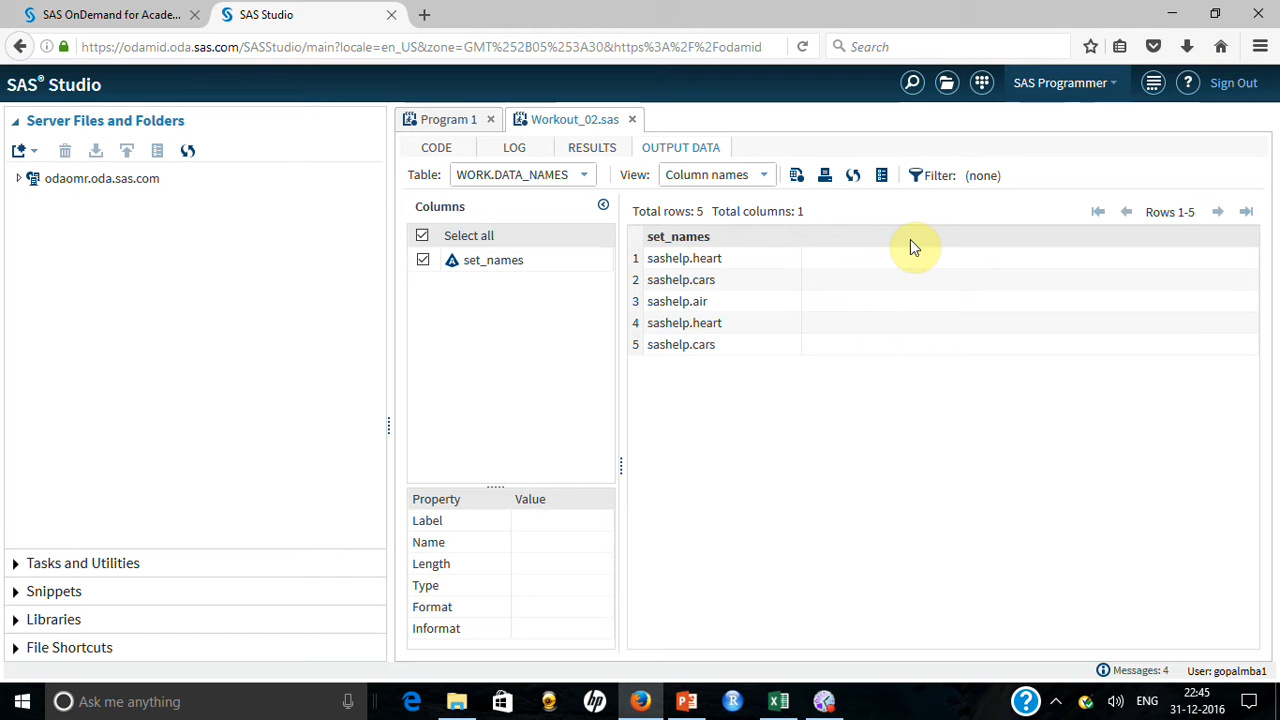 SAS OnDemand for Acade...
SAS Studio
https://odamid.oda.sas.com/SASStudio/main?locale=en_US&zone=GMT%252B05%253A30&https%3A%2F%2Fodamid
Search
SAS® Studio
SAS Programmer
Sign Out
Server Files and Folders
odaomr.oda.sas.com
Tasks and Utilities
Snippets
Libraries
File Shortcuts
Program 1
Workout_02.sas
CODE
LOG
RESULTS
OUTPUT DATA
Table: WORK.DATA_NAMES
View: Column names
Filter: (none)
Columns
Total rows: 5 Total columns: 1
Rows 1-5
Select all
set_names
Property Value
Label
Name
Length
Type
Format
Informat
set_names
1 sashelp.heart
2 sashelp.cars
3 sashelp.air
4 sashelp.heart
5 sashelp.cars
Messages: 4
User: gopalmba1
Ask me anything
ENG
22:45
31-12-2016